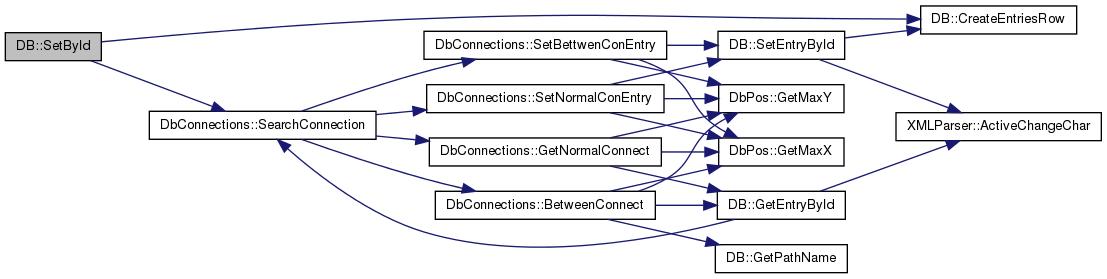 DB::SetById
DbConnections::SearchConnection
DbConnections::SetBettwenConEntry
DbConnections::SetNormalConEntry
DbConnections::GetNormalConnect
DbConnections::BetweenConnect
DB::SetEntryById
DbPos::GetMaxY
DbPos::GetMaxX
DB::GetEntryById
DB::GetPathName
DB::CreateEntriesRow
XMLParser::ActiveChangeChar